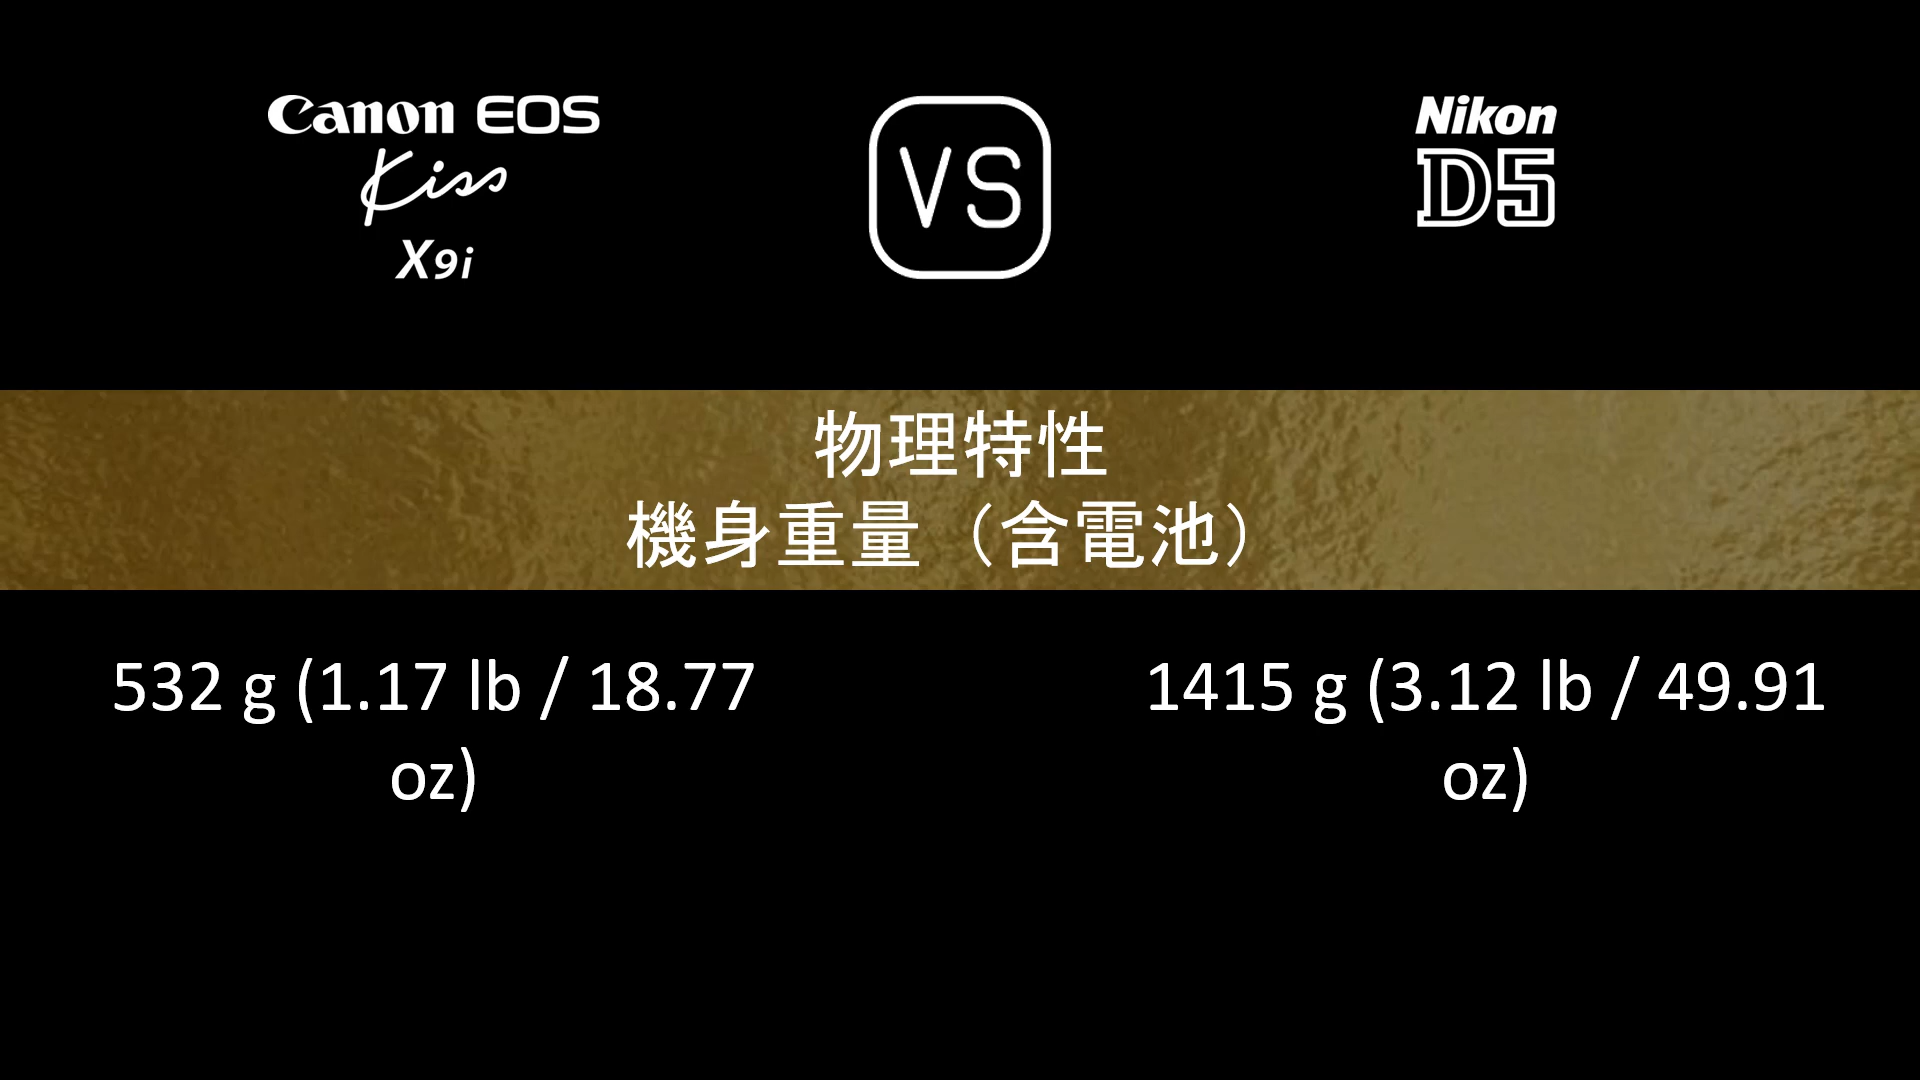 Canon EOS
Kiss
X9i
VS
Nikon
D5
物理特性
機身重量（含電池）
532 g (1.17 lb / 18.77
oz)
1415 g (3.12 lb / 49.91
oz)